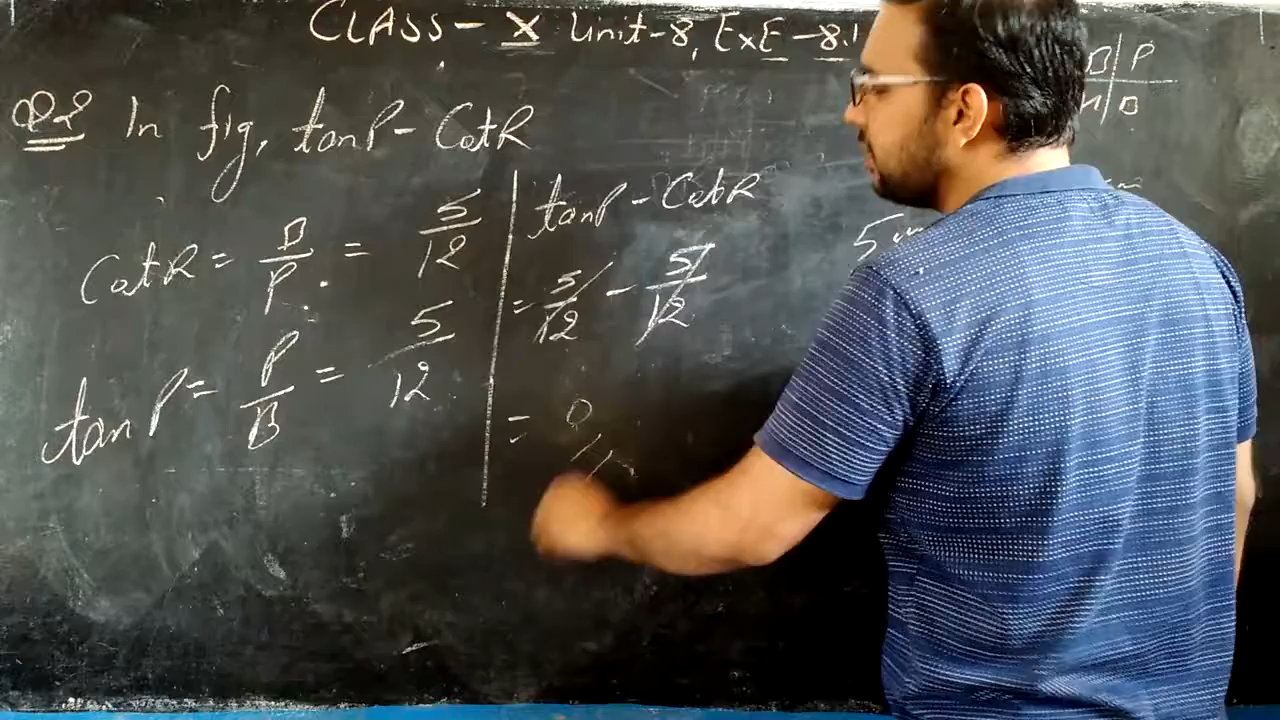 CLASS - X Unit-8, ExE - 8.1
Q2 In fig, tanP - CotR
CotR = B/P = 5/12
tanP = P/B = 5/12
tanP - CotR
= 5/12 - 5/12
= 0
P
B
5